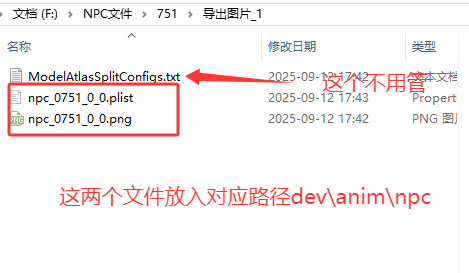 文档 (F:) > NPC文件 > 751 > 导出图片_1
名称 修改日期 类型
ModelAtlasSplitConfigs.txt 2025-09-12 17:42 文本文档
这个不用管
npc_0751_0_0.plist 2025-09-12 17:43 Properti
npc_0751_0_0.png 2025-09-12 17:42 PNG 图片
这两个文件放入对应路径dev\anim\npc